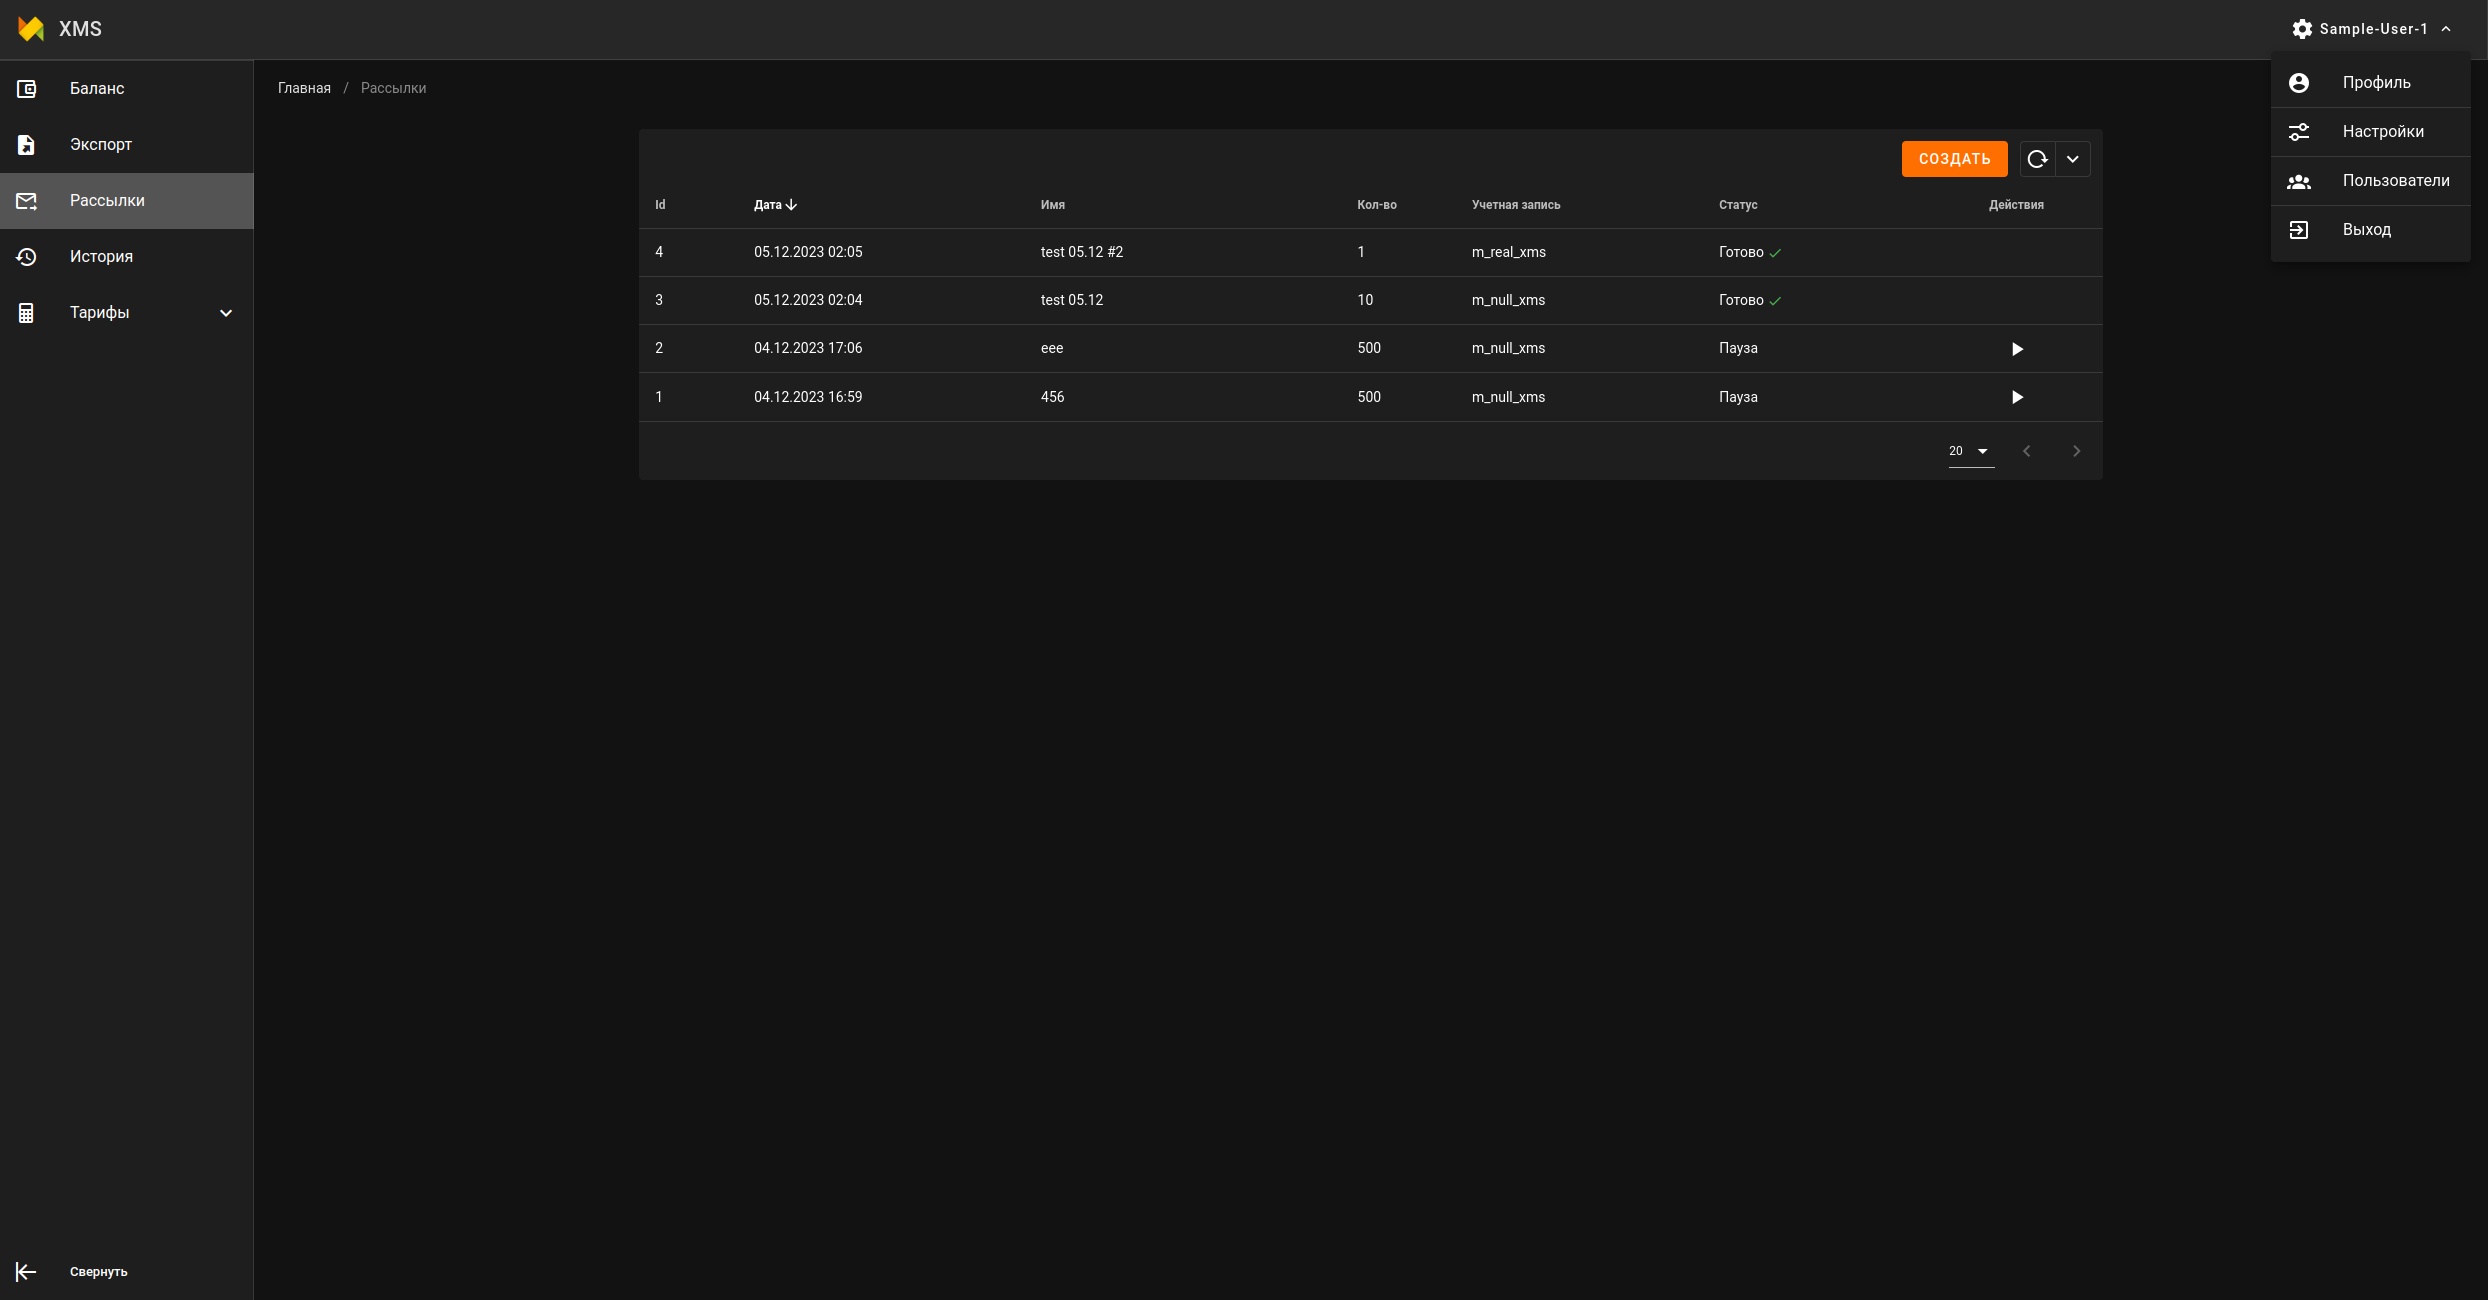 XMS
Sample-User-1
Баланс
Экспорт
Рассылки
История
Тарифы
Свернуть
Главная / Рассылки
СОЗДАТЬ
Id Дата Имя Кол-во Учетная запись Статус Действия
4 05.12.2023 02:05 test 05.12 #2 1 m_real_xms Готово
3 05.12.2023 02:04 test 05.12 10 m_null_xms Готово
2 04.12.2023 17:06 eee 500 m_null_xms Пауза
1 04.12.2023 16:59 456 500 m_null_xms Пауза
20
Профиль
Настройки
Пользователи
Выход